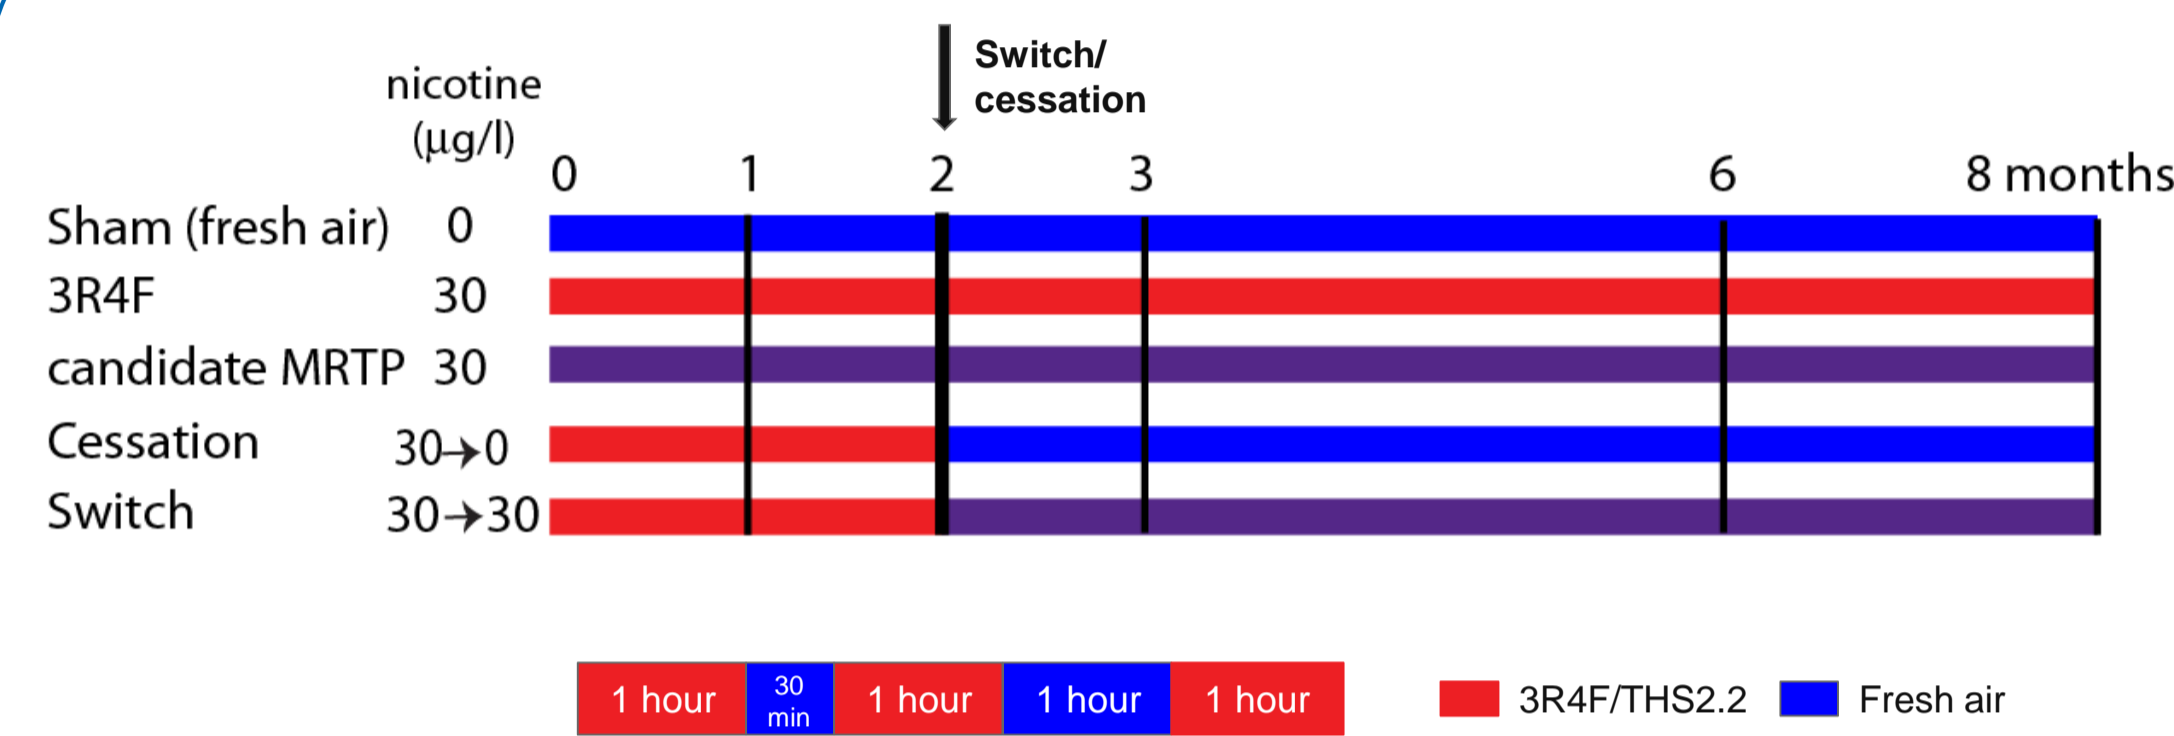 Switch/
cessation
nicotine
(µg/l)
0 1 2 3 6 8 months
Sham (fresh air) 0
3R4F 30
candidate MRTP 30
Cessation 30→0
Switch 30→30
1 hour 30 min 1 hour 1 hour 1 hour 3R4F/THS2.2 Fresh air